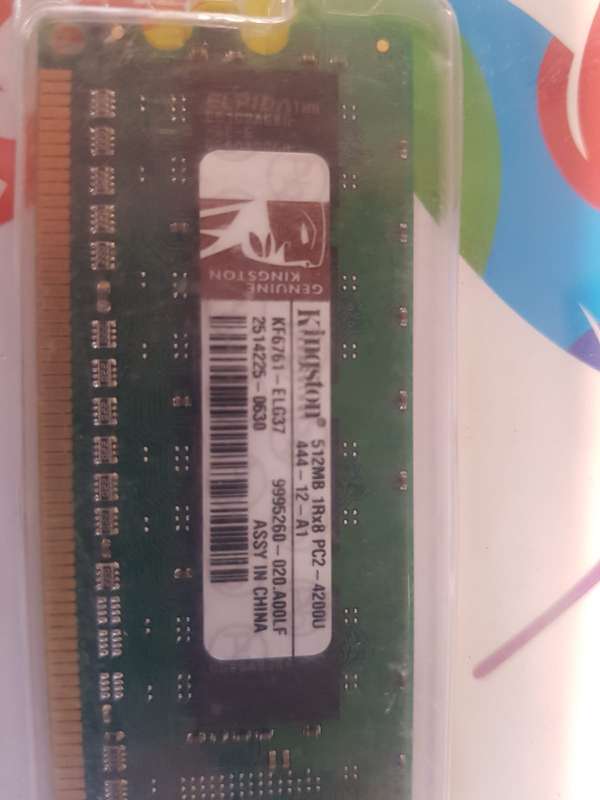 ELPIDA
GENUINE
KINGSTON
Kingston® 512MB 1Rx8 PC2-4200U
444-12-A1
KF6761-ELG37 9995260-020.A00LF
2514225-0630 ASSY IN CHINA